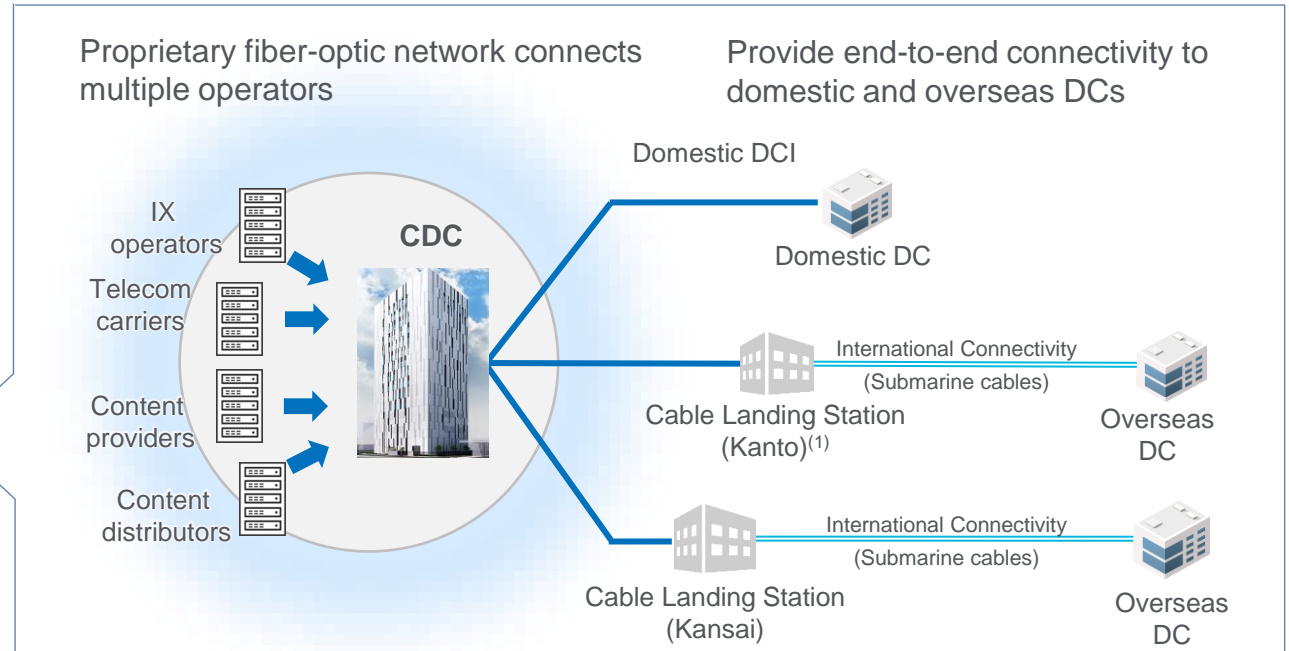 Proprietary fiber-optic network connects
multiple operators
Provide end-to-end connectivity to
domestic and overseas DCs
IX
operators
Telecom
carriers
Content
providers
Content
distributors
CDC
Domestic DCI
Domestic DC
Cable Landing Station
(Kanto)(1)
International Connectivity
(Submarine cables)
Overseas
DC
Cable Landing Station
(Kansai)
International Connectivity
(Submarine cables)
Overseas
DC